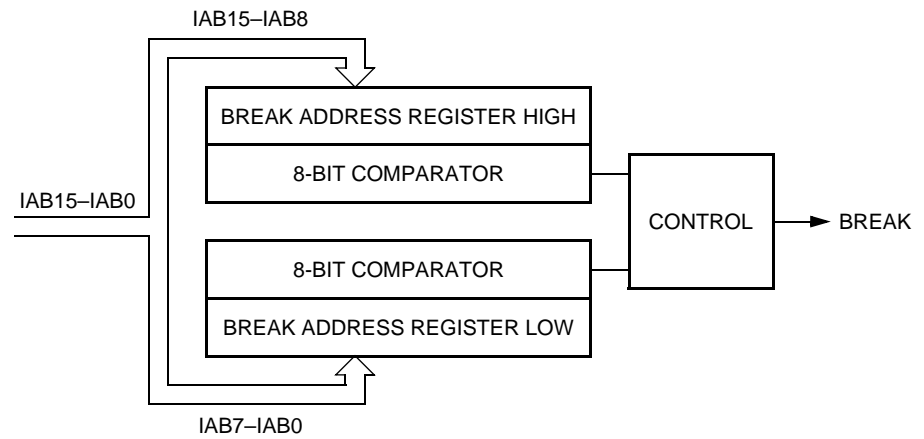 IAB15–IAB8
BREAK ADDRESS REGISTER HIGH
8-BIT COMPARATOR
IAB15–IAB0
CONTROL
BREAK
8-BIT COMPARATOR
BREAK ADDRESS REGISTER LOW
IAB7–IAB0